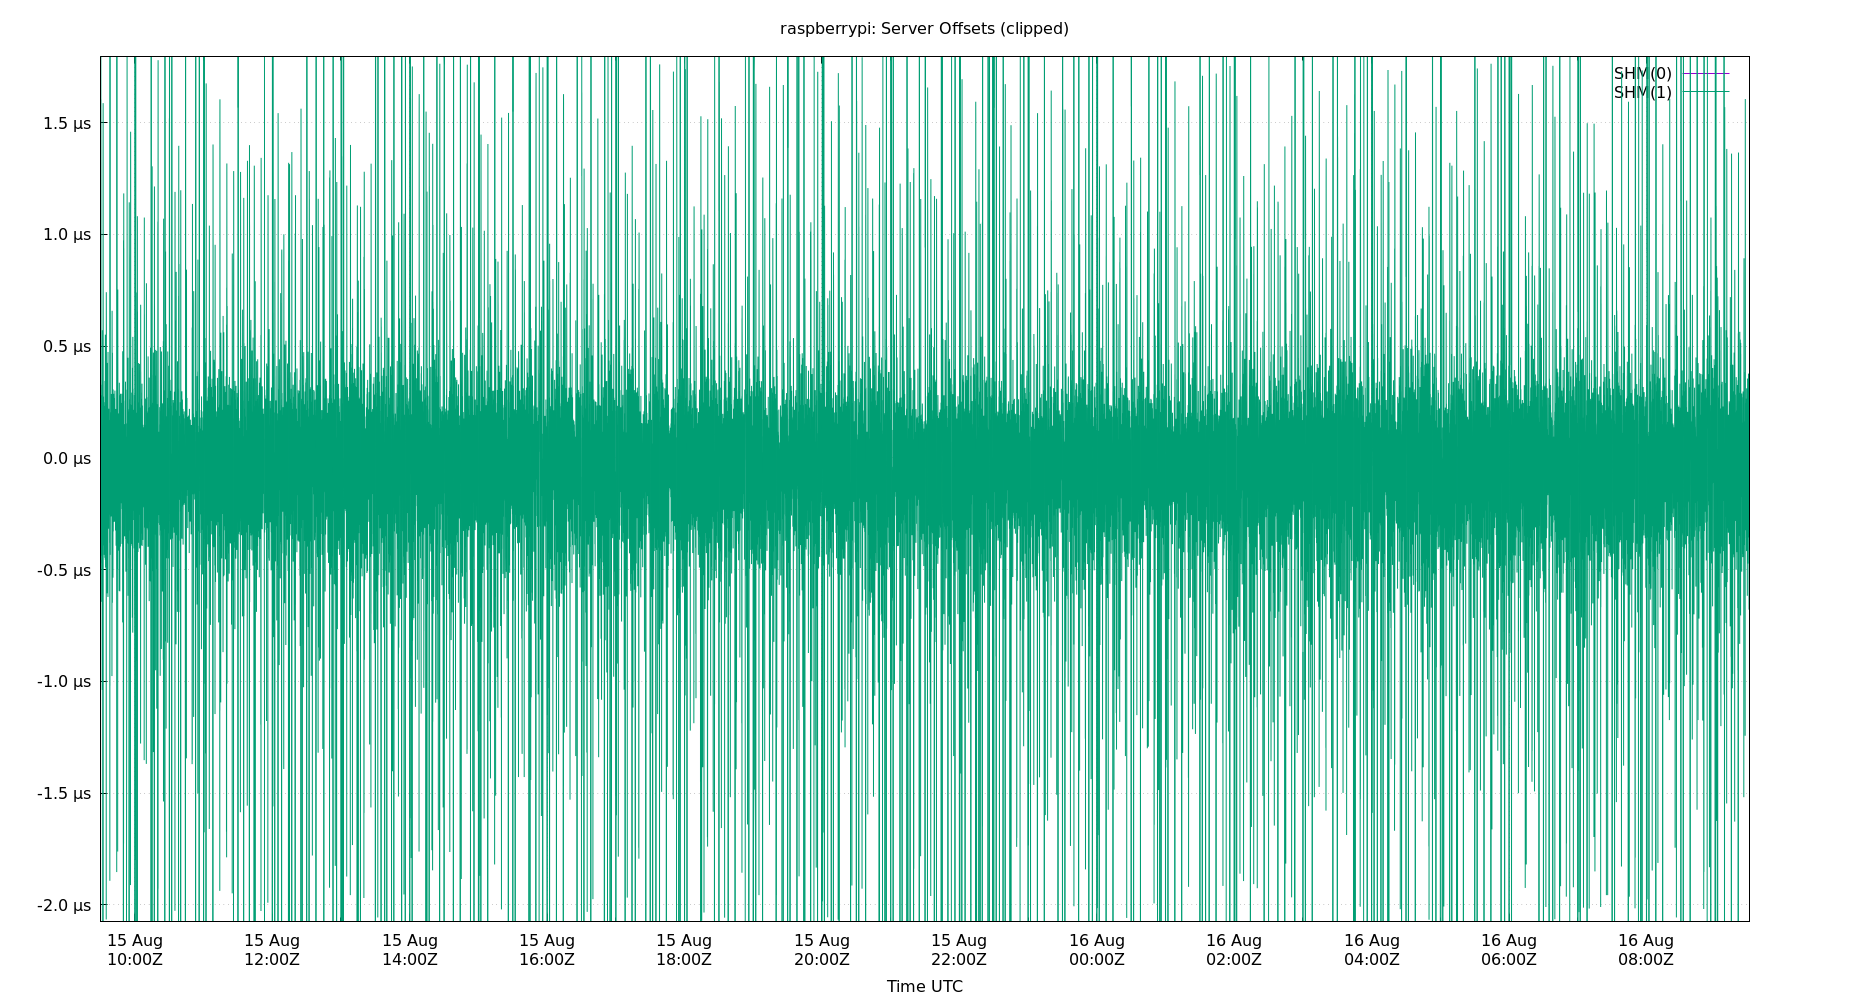 raspberrypi: Server Offsets (clipped)
SHM(0)
SHM(1)
1.5 µs
1.0 µs
0.5 µs
0.0 µs
-0.5 µs
-1.0 µs
-1.5 µs
-2.0 µs
15 Aug 15 Aug 15 Aug 15 Aug 15 Aug 15 Aug 15 Aug 16 Aug 16 Aug 16 Aug 16 Aug 16 Aug
10:00Z 12:00Z 14:00Z 16:00Z 18:00Z 20:00Z 22:00Z 00:00Z 02:00Z 04:00Z 06:00Z 08:00Z
Time UTC